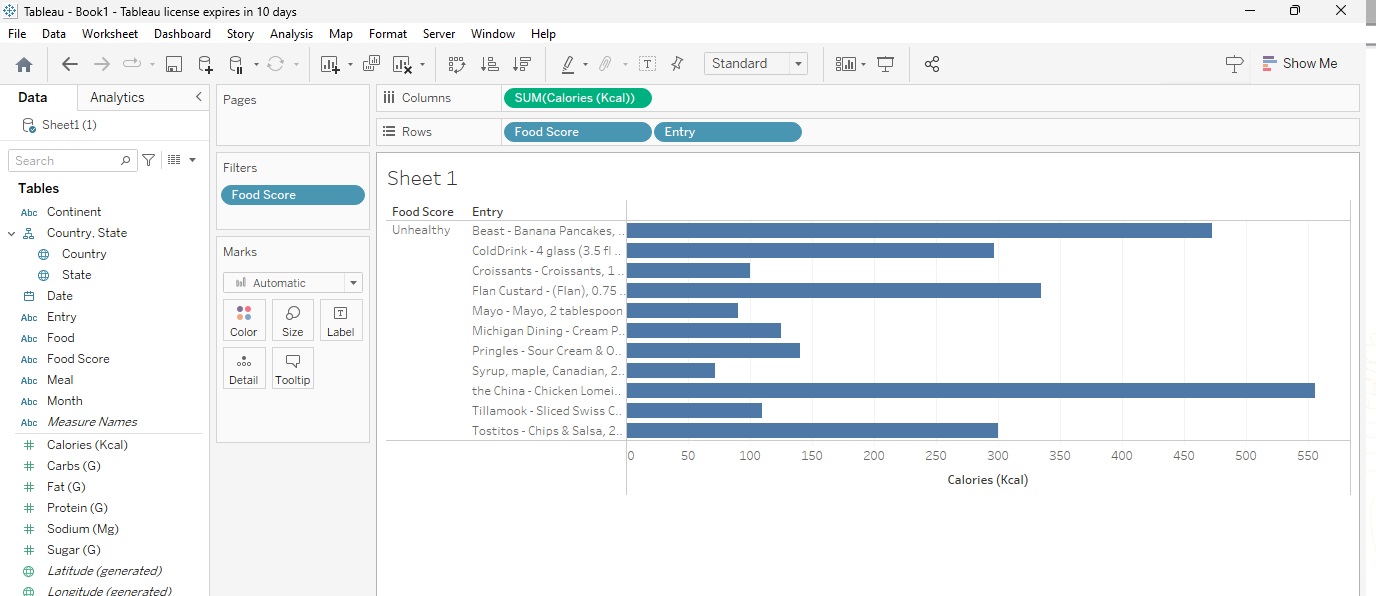 Tableau - Book1 - Tableau license expires in 10 days
File Data Worksheet Dashboard Story Analysis Map Format Server Window Help
Standard
Show Me
Data Analytics
Sheet1 (1)
Search
Tables
Abc Continent
Country, State
Country
State
Date
Abc Entry
Abc Food
Abc Food Score
Abc Meal
Abc Month
Abc Measure Names
# Calories (Kcal)
# Carbs (G)
# Fat (G)
# Protein (G)
# Sodium (Mg)
# Sugar (G)
Latitude (generated)
Longitude (generated)
Pages
Filters
Food Score
Marks
Automatic
Color Size Label
Detail Tooltip
Columns SUM(Calories (Kcal))
Rows Food Score Entry
Sheet 1
Food Score Entry
Unhealthy Beast - Banana Pancakes, ..
ColdDrink - 4 glass (3.5 fl ..
Croissants - Croissants, 1 ..
Flan Custard - (Flan), 0.75 ..
Mayo - Mayo, 2 tablespoon
Michigan Dining - Cream P..
Pringles - Sour Cream & O..
Syrup, maple, Canadian, 2..
the China - Chicken Lomei..
Tillamook - Sliced Swiss C..
Tostitos - Chips & Salsa, 2..
0 50 100 150 200 250 300 350 400 450 500 550
Calories (Kcal)